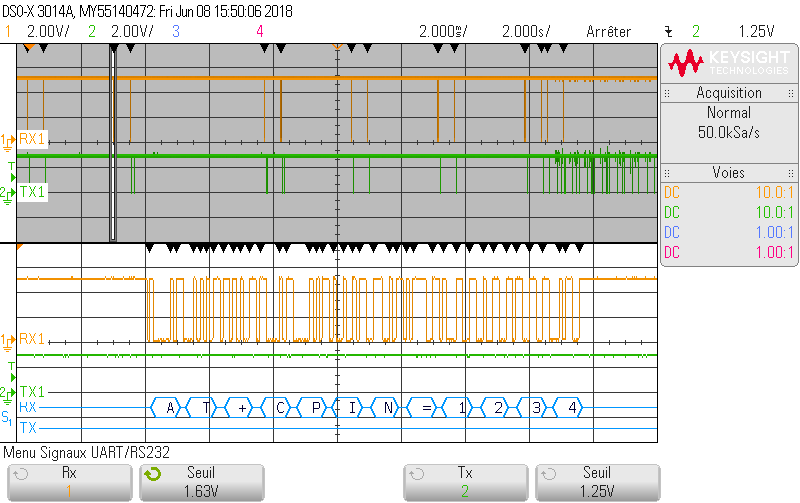 DSO-X 3014A, MY55140472: Fri Jun 08 15:50:06 2018
1 2.00V/ 2 2.00V/ 3 4 2.000㎳/ 2.000s/ Arrêter 2 1.25V
KEYSIGHT
TECHNOLOGIES
Acquisition
Normal
50.0kSa/s
Voies
DC 10.0:1
DC 10.0:1
DC 1.00:1
DC 1.00:1
1 RX1
T
2 TX1
1 RX1
T
2 TX1
RX A T + C P I N = 1 2 3 4
S1
TX
Menu Signaux UART/RS232
Rx
1
Seuil
1.63V
Tx
2
Seuil
1.25V